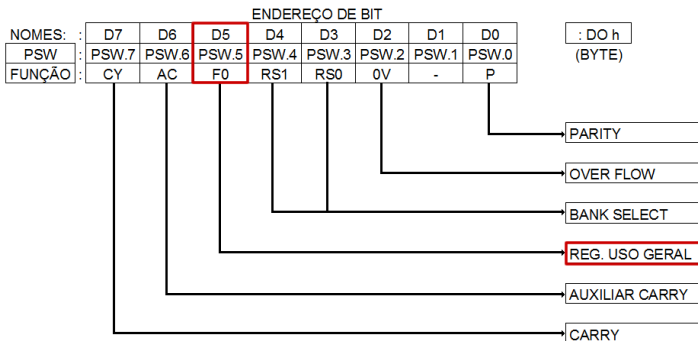 ENDEREÇO DE BIT
NOMES: : D7 D6 D5 D4 D3 D2 D1 D0 : DO h
PSW : PSW.7 PSW.6 PSW.5 PSW.4 PSW.3 PSW.2 PSW.1 PSW.0 (BYTE)
FUNÇÃO : CY AC F0 RS1 RS0 0V - P
PARITY
OVER FLOW
BANK SELECT
REG. USO GERAL
AUXILIAR CARRY
CARRY